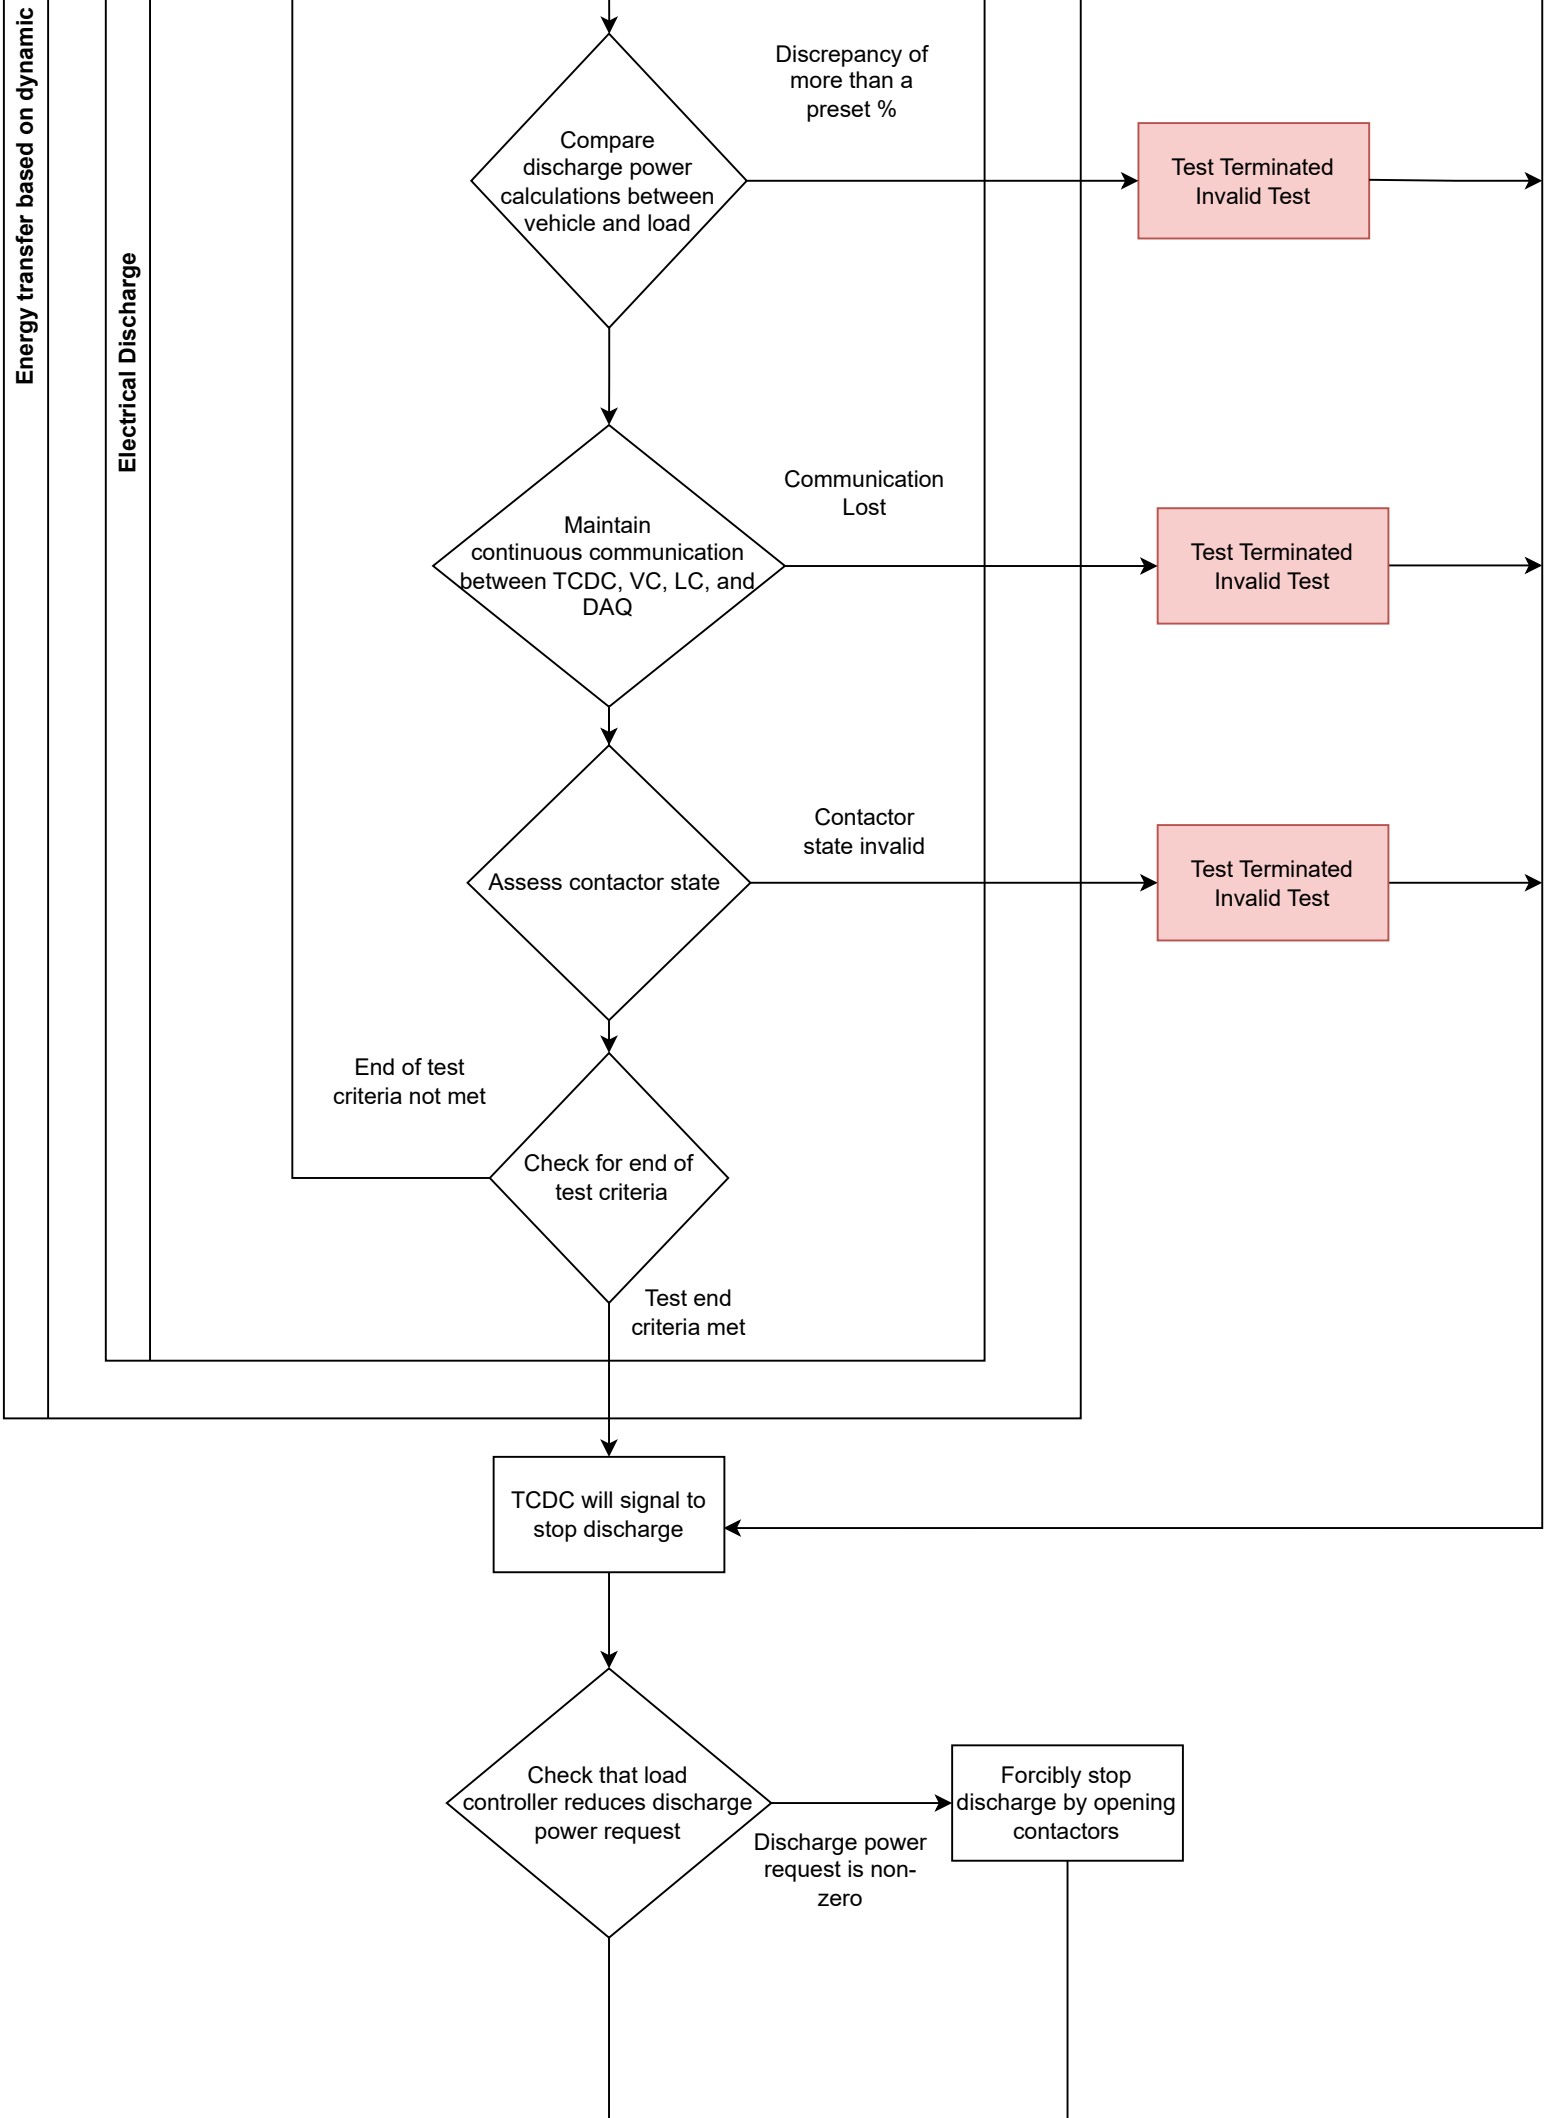 Energy transfer based on dynamic
Electrical Discharge
Discrepancy of
more than a
preset %
Compare
discharge power
calculations between
vehicle and load
Test Terminated
Invalid Test
Communication
Lost
Maintain
continuous communication
between TCDC, VC, LC, and
DAQ
Test Terminated
Invalid Test
Contactor
state invalid
Assess contactor state
Test Terminated
Invalid Test
End of test
criteria not met
Check for end of
test criteria
Test end
criteria met
TCDC will signal to
stop discharge
Check that load
controller reduces discharge
power request
Discharge power
request is non-
zero
Forcibly stop
discharge by opening
contactors